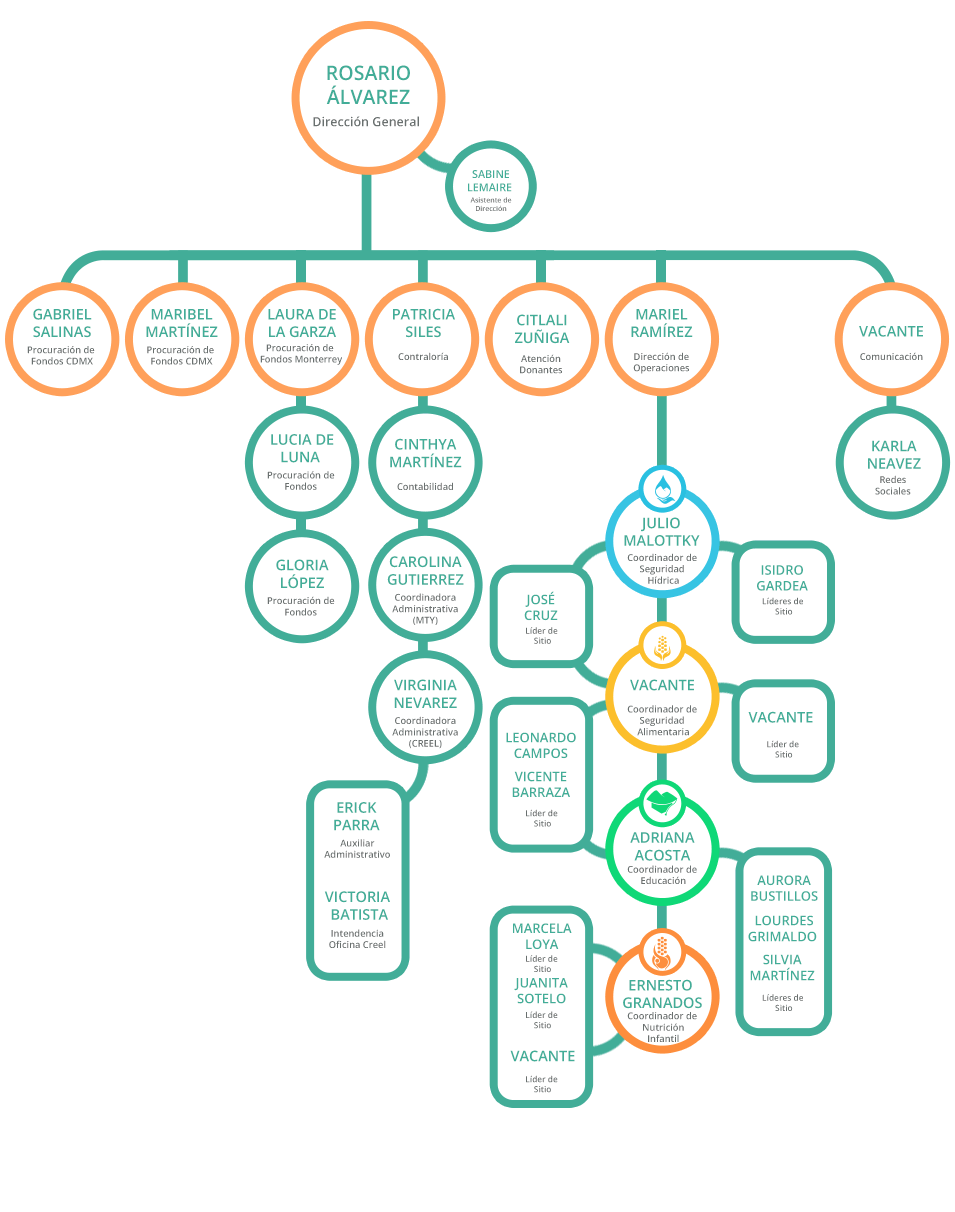 ROSARIO
ÁLVAREZ
Dirección General
SABINE
LEMAIRE
Asistente de
Dirección
GABRIEL
SALINAS
Procuración de
Fondos CDMX
MARIBEL
MARTÍNEZ
Procuración de
Fondos CDMX
LAURA DE
LA GARZA
Procuración de
Fondos Monterrey
PATRICIA
SILES
Contraloría
CITLALI
ZUÑIGA
Atención
Donantes
MARIEL
RAMÍREZ
Dirección de
Operaciones
VACANTE
Comunicación
LUCIA DE
LUNA
Procuración de
Fondos
CINTHYA
MARTÍNEZ
Contabilidad
KARLA
NEAVEZ
Redes
Sociales
GLORIA
LÓPEZ
Procuración de
Fondos
CAROLINA
GUTIERREZ
Coordinadora
Administrativa
(MTY)
VIRGINIA
NEVAREZ
Coordinadora
Administrativa
(CREEL)
ERICK
PARRA
Auxiliar
Administrativo
VICTORIA
BATISTA
Intendencia
Oficina Creel
JULIO
MALOTTKY
Coordinador de
Seguridad
Hídrica
JOSÉ
CRUZ
Líder de
Sitio
ISIDRO
GARDEA
Líderes de
Sitio
VACANTE
Coordinador de
Seguridad
Alimentaria
LEONARDO
CAMPOS
VICENTE
BARRAZA
Líder de
Sitio
VACANTE
Líder de
Sitio
ADRIANA
ACOSTA
Coordinador de
Educación
AURORA
BUSTILLOS
LOURDES
GRIMALDO
SILVIA
MARTÍNEZ
Líderes de
Sitio
MARCELA
LOYA
Líder de
Sitio
JUANITA
SOTELO
Líder de
Sitio
VACANTE
Líder de
Sitio
ERNESTO
GRANADOS
Coordinador de
Nutrición
Infantil